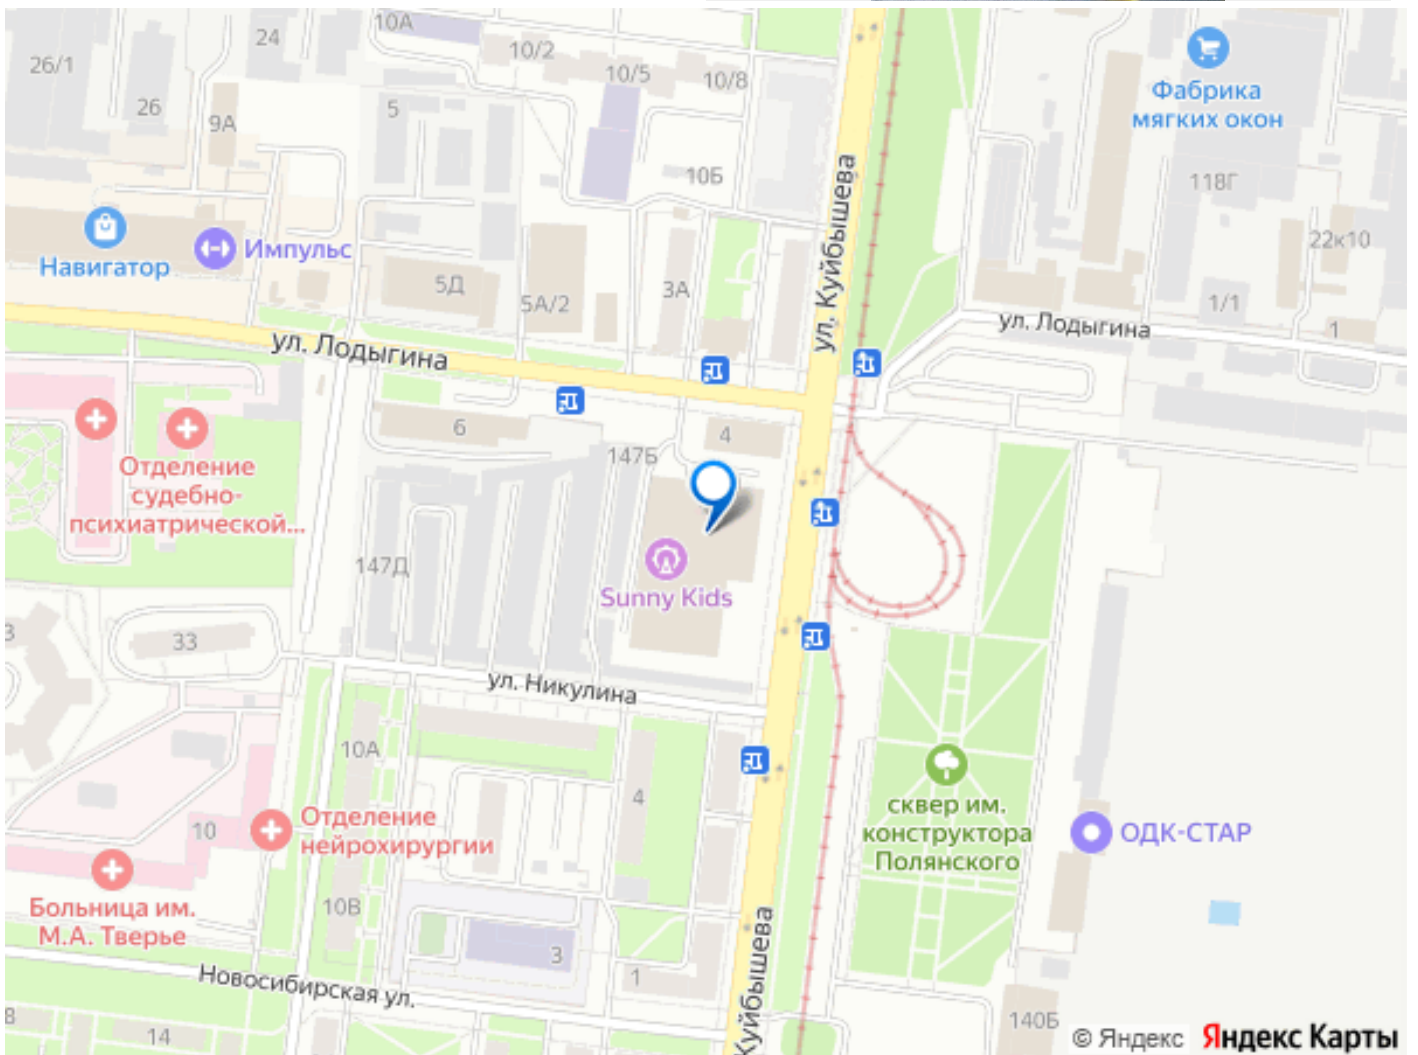 10А
24
10/2
26/1
10/5
10/8
Фабрика
мягких окон
26
5
9А
10Б
118Г
ул. Куйбышева
22к10
Навигатор
Импульс
5Д
3А
5А/2
1/1
ул. Лодыгина
1
ул. Лодыгина
6
4
147Б
Отделение
судебно-
психиатрической...
147Д
Sunny Kids
3
33
ул. Никулина
10А
4
сквер им.
конструктора
Полянского
ОДК-СТАР
10
Отделение
нейрохирургии
Больница им.
М.А. Тверье
10В
3
1
Новосибирская ул.
Куйбышева
8
14
140Б
© Яндекс Яндекс Карты